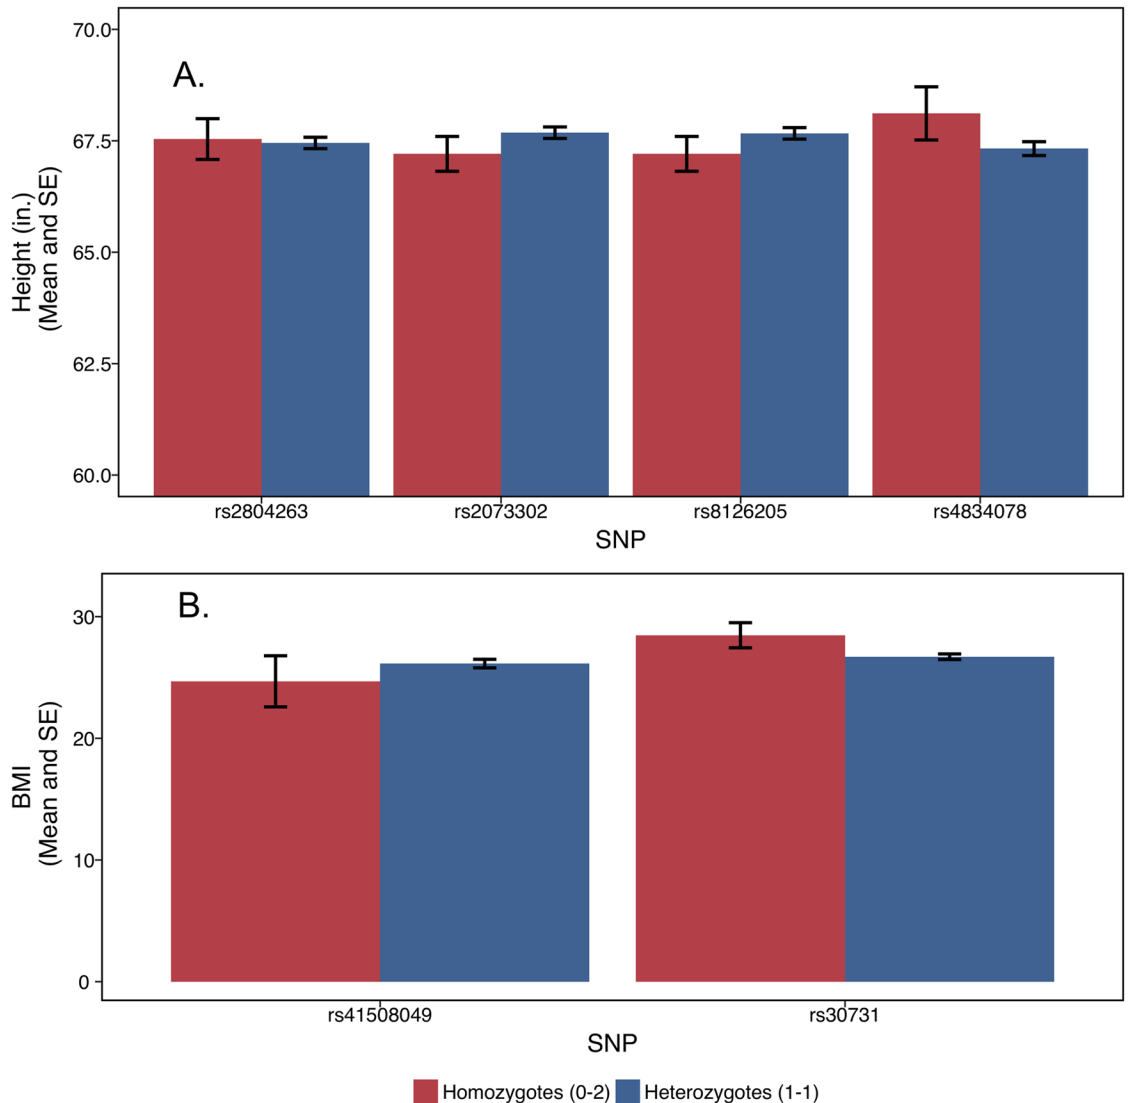 A.
70.0
67.5
65.0
62.5
60.0
Height (in.)
(Mean and SE)
rs2804263 rs2073302 rs8126205 rs4834078
SNP
B.
30
20
10
0
BMI
(Mean and SE)
rs41508049 rs30731
SNP
Homozygotes (0-2) Heterozygotes (1-1)